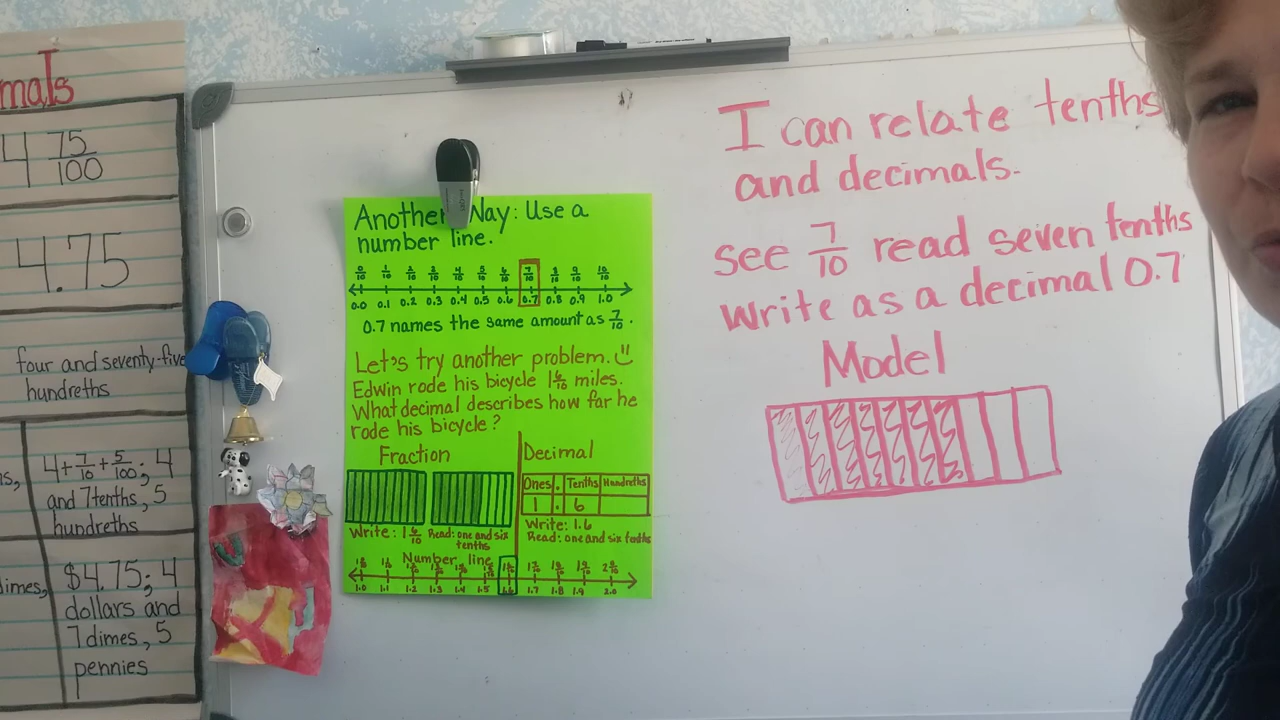 mals
4 75/100
4.75
four and seventy-five
hundreths
4+7/10+5/100; 4
and 7tenths, 5
hundreths
dimes,
$4.75; 4
dollars and
7dimes, 5
pennies
Another Way: Use a
number line.
0/10 1/10 2/10 3/10 4/10 5/10 6/10 7/10 8/10 9/10 10/10
0.0 0.1 0.2 0.3 0.4 0.5 0.6 0.7 0.8 0.9 1.0
0.7 names the same amount as 7/10.
Let's try another problem.
Edwin rode his bicycle 1 6/10 miles.
What decimal describes how far he
rode his bicycle?
Fraction
Write: 1 6/10 Read: one and six
tenths
Decimal
Ones . Tenths Hundreths
1 . 6
Write: 1.6
Read: one and six tenths
Number line
1.0 1.1 1.2 1.3 1.4 1.5 1.6 1.7 1.8 1.9 2.0
I can relate tenths
and decimals.
see 7/10 read seven tenths
Write as a decimal 0.7
Model